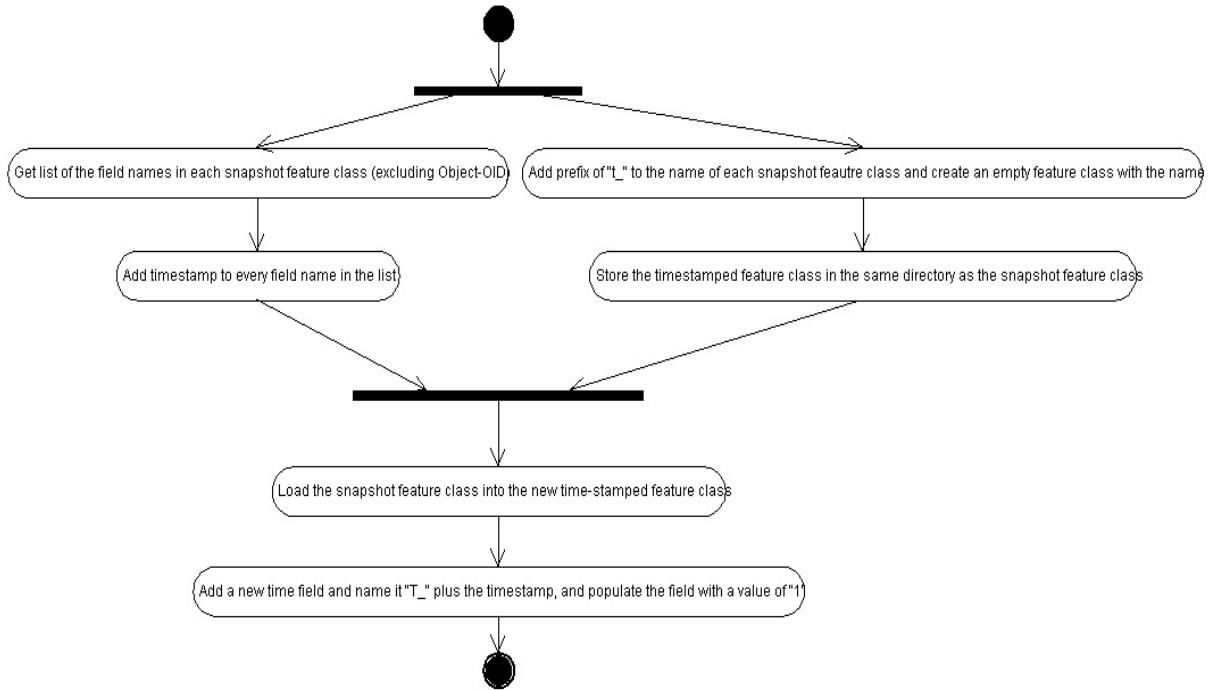 Get list of the field names in each snapshot feature class (excluding Object-OID)
Add prefix of "t_" to the name of each snapshot feautre class and create an empty feature class with the name
Add timestamp to every field name in the list
Store the timestamped feature class in the same directory as the snapshot feature class
Load the snapshot feature class into the new time-stamped feature class
Add a new time field and name it "T_" plus the timestamp, and populate the field with a value of "1"